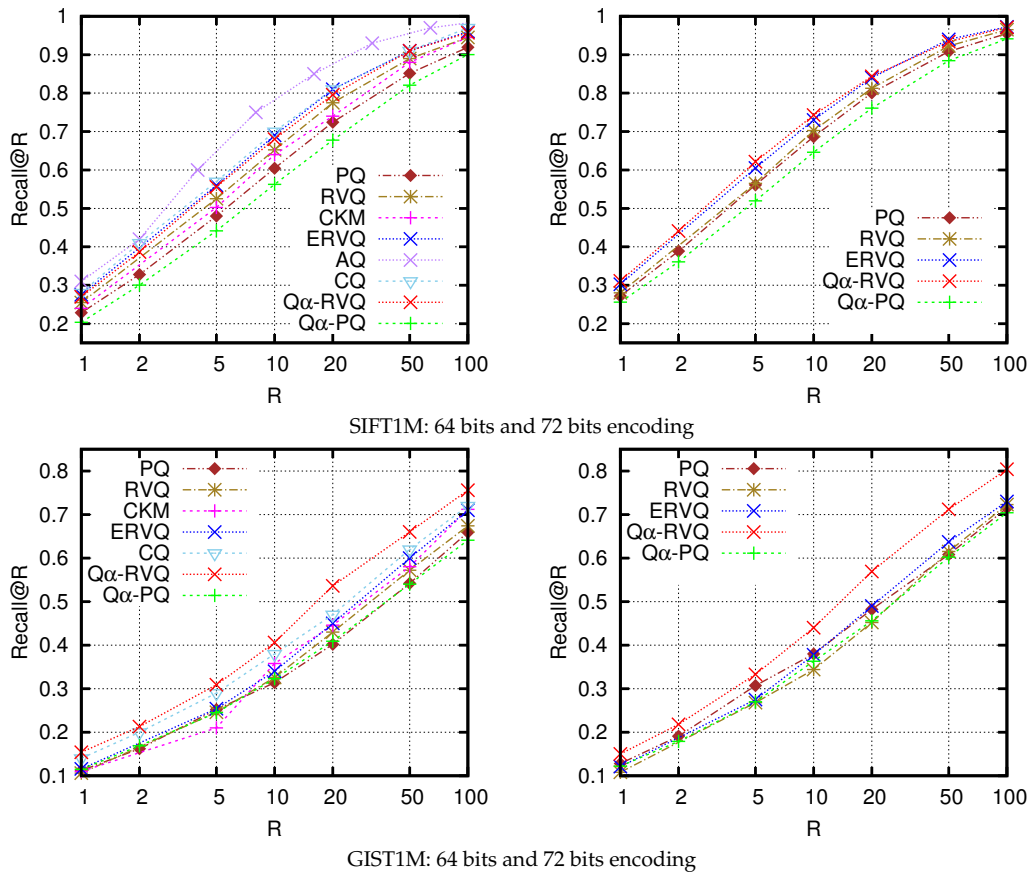 1
0.9
0.8
0.7
0.6
0.5
0.4
0.3
0.2
Recall@R
PQ
RVQ
CKM
ERVQ
AQ
CQ
Qα-RVQ
Qα-PQ
1 2 5 10 20 50 100
R
1
0.9
0.8
0.7
0.6
0.5
0.4
0.3
0.2
Recall@R
PQ
RVQ
ERVQ
Qα-RVQ
Qα-PQ
1 2 5 10 20 50 100
R
SIFT1M: 64 bits and 72 bits encoding
0.8
0.7
0.6
0.5
0.4
0.3
0.2
0.1
Recall@R
PQ
RVQ
CKM
ERVQ
CQ
Qα-RVQ
Qα-PQ
1 2 5 10 20 50 100
R
0.8
0.7
0.6
0.5
0.4
0.3
0.2
0.1
Recall@R
PQ
RVQ
ERVQ
Qα-RVQ
Qα-PQ
1 2 5 10 20 50 100
R
GIST1M: 64 bits and 72 bits encoding